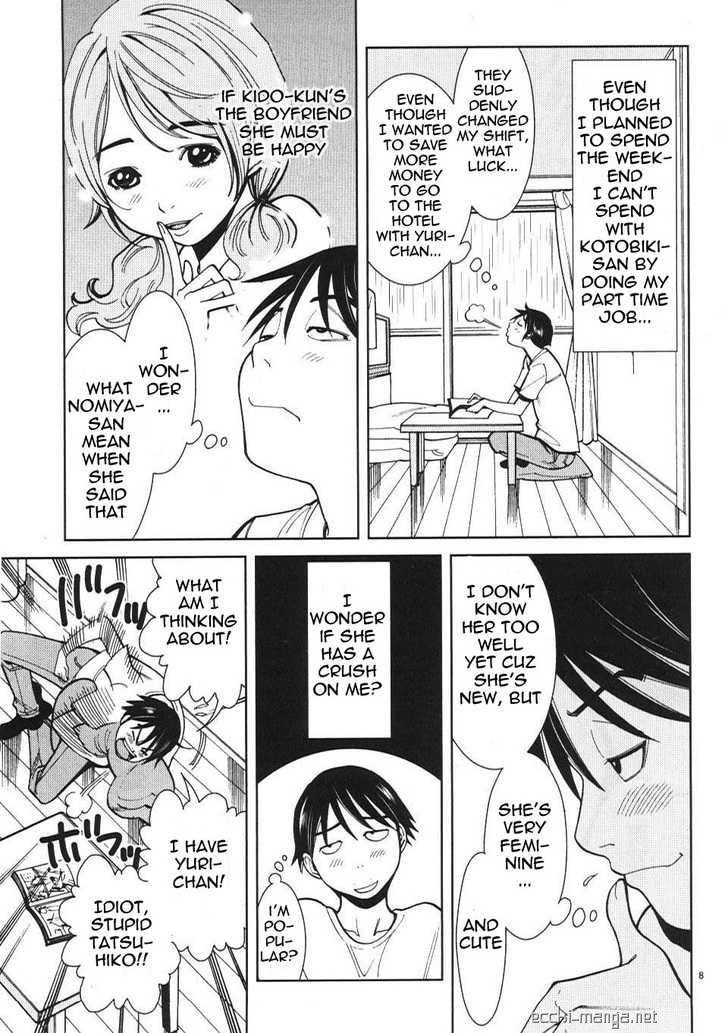 EVEN
THOUGH
I PLANNED
TO SPEND
THE WEEK-
END
I CAN'T
SPEND
WITH
KOTOBIKI-
SAN BY
DOING MY
PART TIME
JOB...
THEY
SUD-
DENLY
CHANGED
MY SHIFT,
WHAT
LUCK...
EVEN
THOUGH
I WANTED
TO SAVE
MORE
MONEY
TO GO
TO THE
HOTEL
WITH YURI-
CHAN...
IF KIDO-KUN'S
THE BOYFRIEND
SHE MUST
BE HAPPY
I
WON-
DER
...
WHAT
NOMIYA-
SAN
MEAN
WHEN
SHE
SAID
THAT
I DON'T
KNOW
HER TOO
WELL
YET CUZ
SHE'S
NEW, BUT
SHE'S
VERY
FEMI-
NINE
...
AND
CUTE
I
WONDER
IF SHE
HAS A
CRUSH
ON ME?
I'M
PO-
PU-
LAR?
WHAT
AM I
THINKING
ABOUT!
I HAVE
YURI-
CHAN!
IDIOT,
STUPID
TATSU-
HIKO!!
ボカ
8
ecchi-manga.net